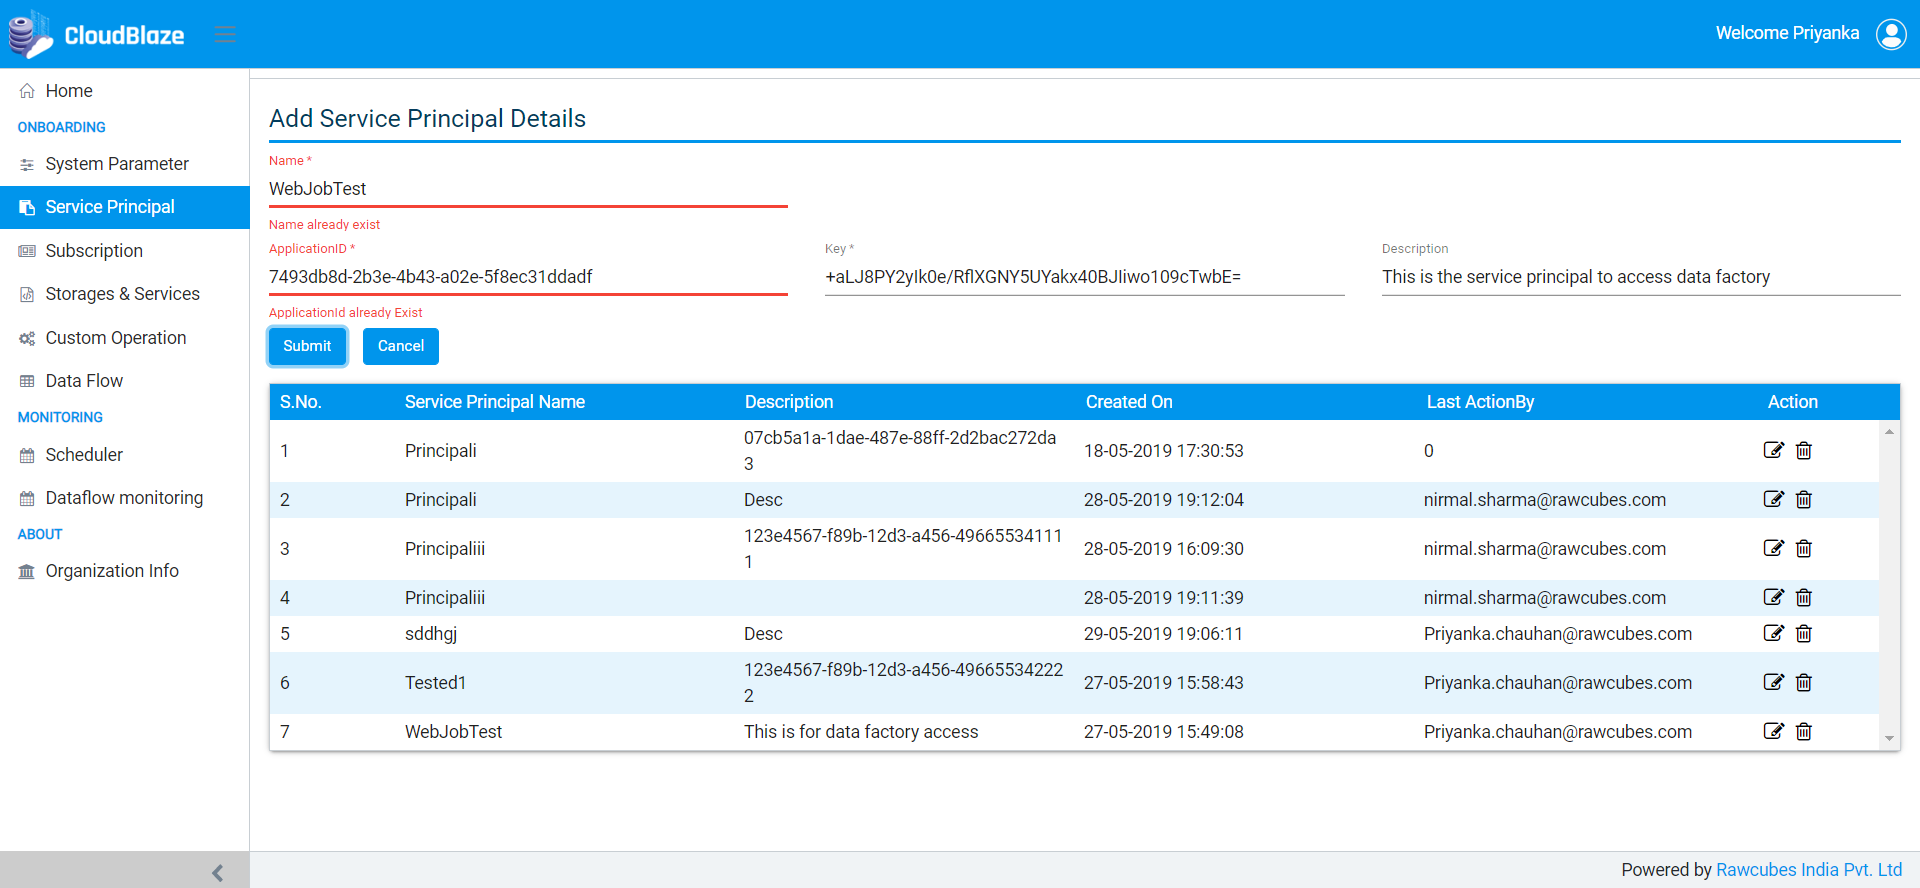 CloudBlaze
Welcome Priyanka
Home
ONBOARDING
System Parameter
Service Principal
Subscription
Storages & Services
Custom Operation
Data Flow
MONITORING
Scheduler
Dataflow monitoring
ABOUT
Organization Info
Add Service Principal Details
Name *
WebJobTest
Name already exist
ApplicationID * Key * Description
7493db8d-2b3e-4b43-a02e-5f8ec31ddadf +aLJ8PY2yIk0e/RflXGNY5UYakx40BJIiwo109cTwbE= This is the service principal to access data factory
ApplicationId already Exist
Submit Cancel
S.No. Service Principal Name Description Created On Last ActionBy Action
1 Principali 07cb5a1a-1dae-487e-88ff-2d2bac272da 18-05-2019 17:30:53 0
3
2 Principali Desc 28-05-2019 19:12:04 nirmal.sharma@rawcubes.com
3 Principaliii 123e4567-f89b-12d3-a456-49665534111 28-05-2019 16:09:30 nirmal.sharma@rawcubes.com
1
4 Principaliii 28-05-2019 19:11:39 nirmal.sharma@rawcubes.com
5 sddhgj Desc 29-05-2019 19:06:11 Priyanka.chauhan@rawcubes.com
6 Tested1 123e4567-f89b-12d3-a456-49665534222 27-05-2019 15:58:43 Priyanka.chauhan@rawcubes.com
2
7 WebJobTest This is for data factory access 27-05-2019 15:49:08 Priyanka.chauhan@rawcubes.com
Powered by Rawcubes India Pvt. Ltd